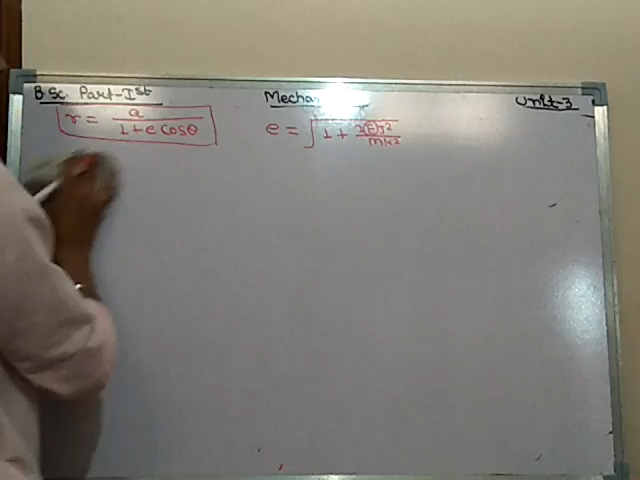 B.Sc. Part-Ist Mechan Unit-3
r = a / 1+e cosθ e = √1 + 2(E)J² / mk²